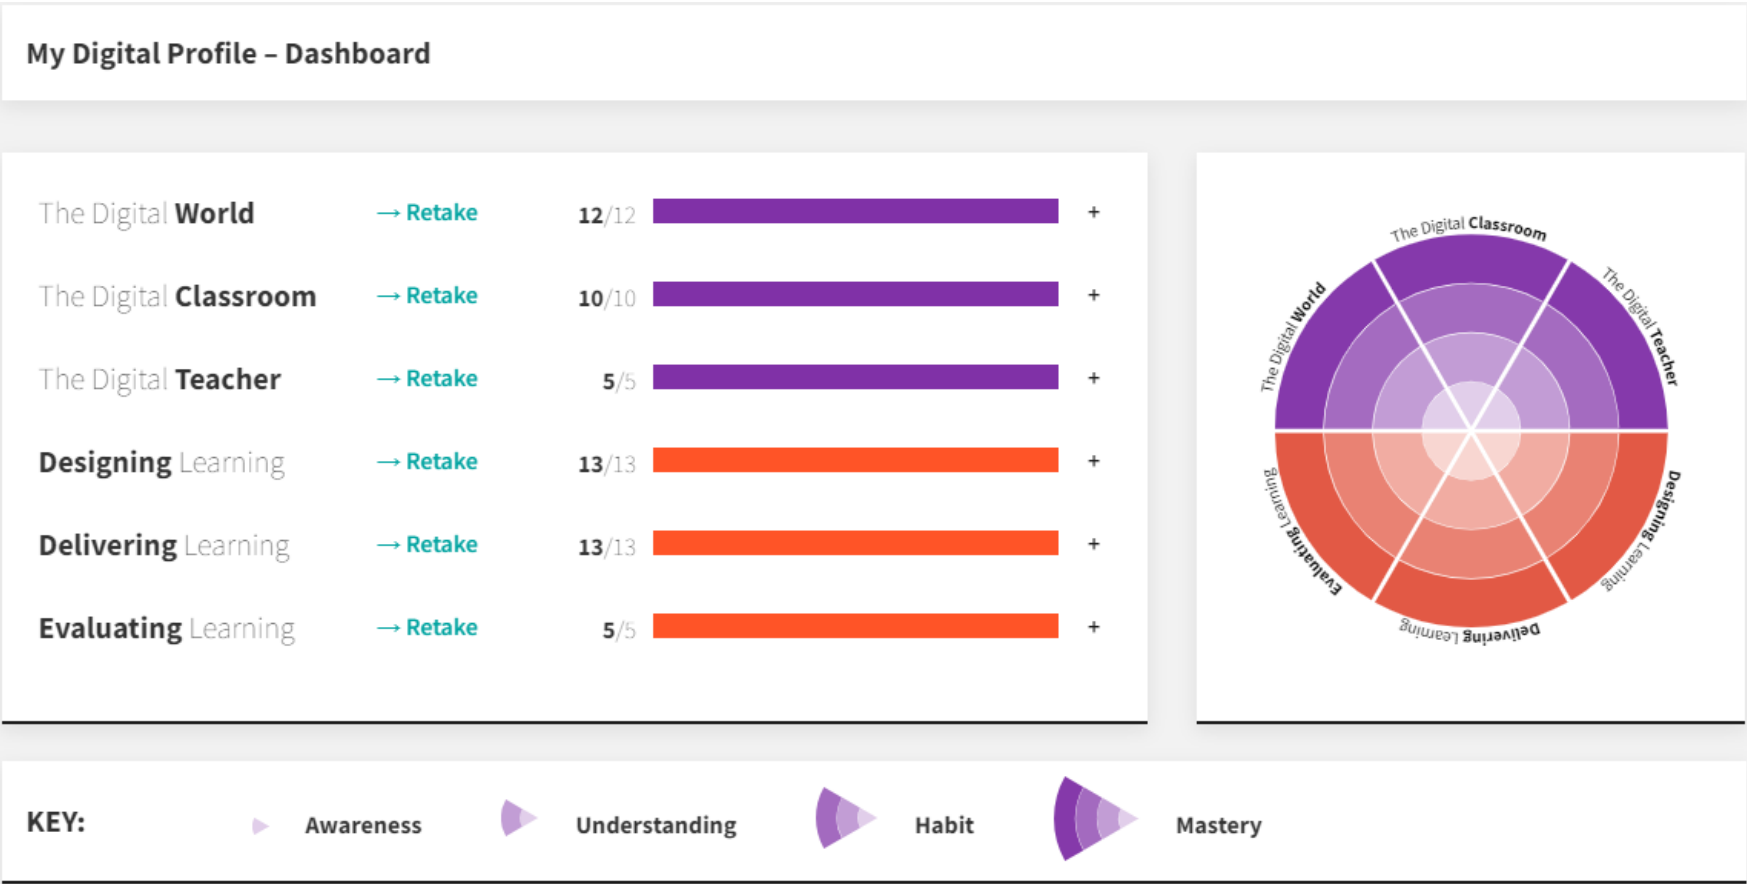 My Digital Profile – Dashboard
The Digital World → Retake 12/12 +
The Digital Classroom → Retake 10/10 +
The Digital Teacher → Retake 5/5 +
Designing Learning → Retake 13/13 +
Delivering Learning → Retake 13/13 +
Evaluating Learning → Retake 5/5 +
The Digital Classroom
The Digital World
The Digital Teacher
Evaluating Learning
Designing Learning
Delivering Learning
KEY: Awareness Understanding Habit Mastery